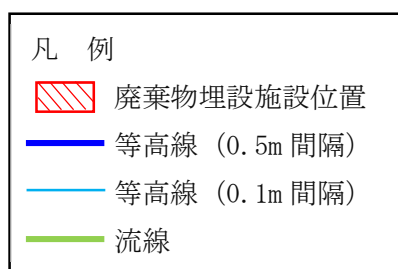 凡 例
廃棄物埋設施設位置
等高線 (0.5m 間隔)
等高線 (0.1m 間隔)
流線